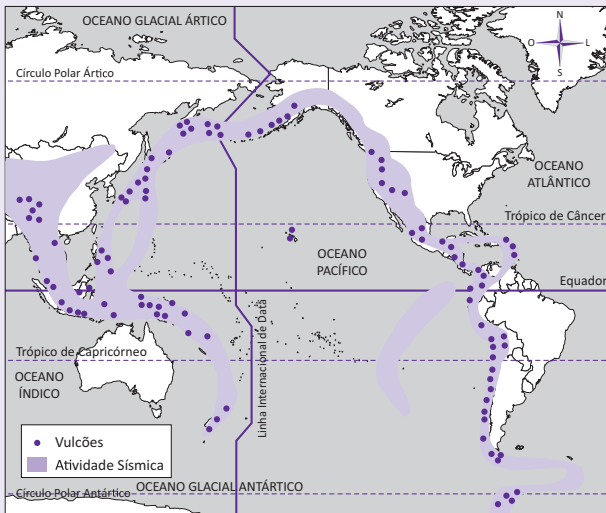 OCEANO GLACIAL ÁRTICO
N
O
L
S
Círculo Polar Ártico
OCEANO
ATLÂNTICO
Trópico de Câncer
OCEANO
PACÍFICO
Equador
Linha Internacional de Data
Trópico de Capricórneo
OCEANO
ÍNDICO
Vulcões
Atividade Sísmica
OCEANO GLACIAL ANTÁRTICO
Círculo Polar Antártico